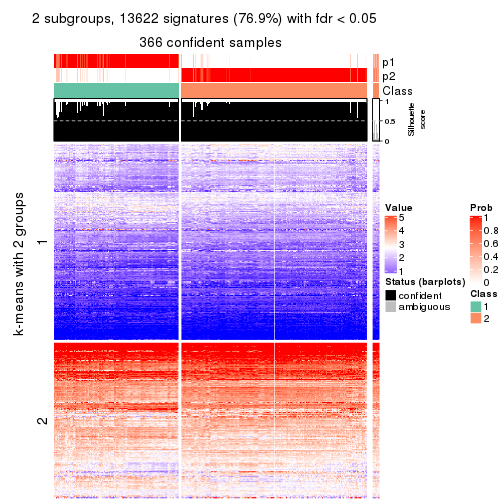 2 subgroups, 13622 signatures (76.9%) with fdr < 0.05
366 confident samples
p1
p2
Class
1
0.5
0
Silhouette
score
k-means with 2 groups
1
2
Value
5
4
3
2
1
Status (barplots)
confident
ambiguous
Prob
1
0.8
0.6
0.4
0.2
0
Class
1
2